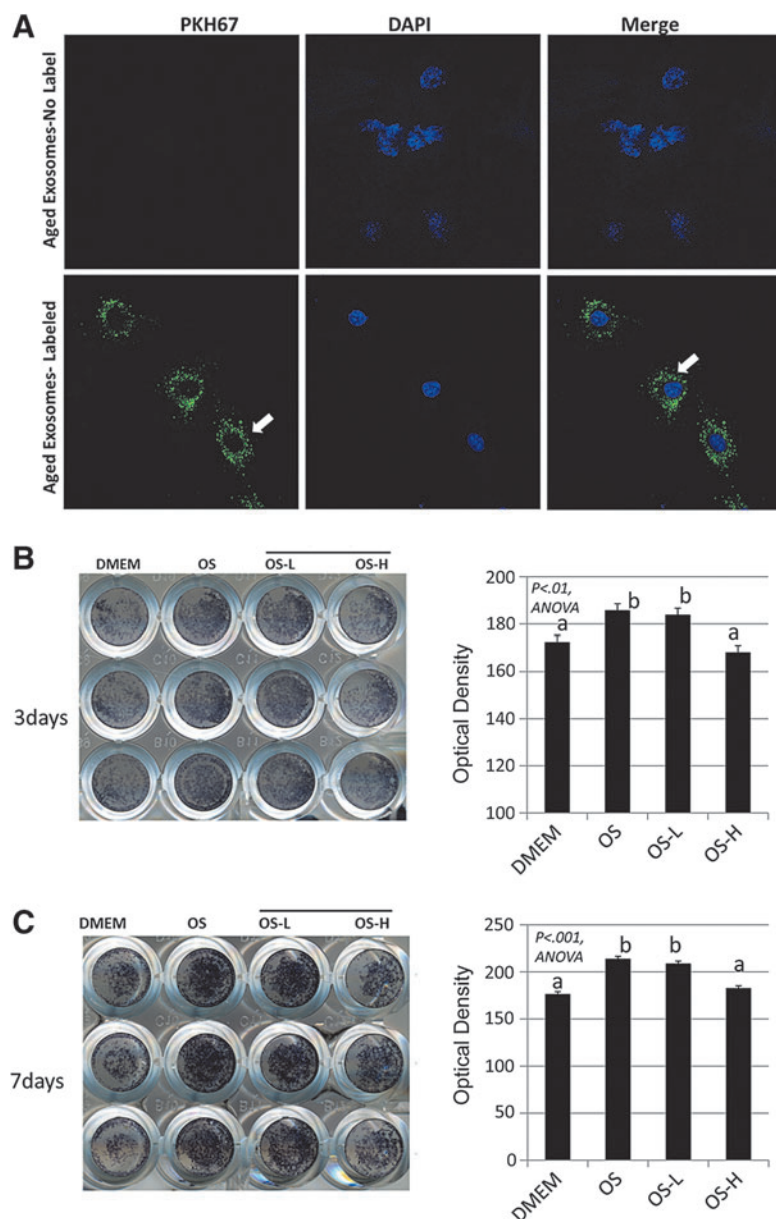 A
PKH67
DAPI
Merge
Aged Exosomes-No Label
Aged Exosomes- Labeled
B
DMEM
OS
OS-L
OS-H
3days
200
180
160
140
120
100
Optical Density
P<.01,
ANOVA
a
b
b
a
DMEM
OS
OS-L
OS-H
C
DMEM
OS
OS-L
OS-H
7days
250
200
150
100
50
0
Optical Density
P<.001,
ANOVA
a
b
b
a
DMEM
OS
OS-L
OS-H